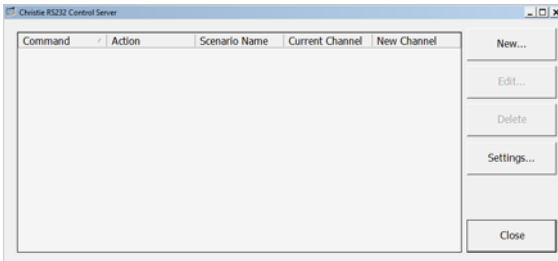 Christie RS232 Control Server
Command Action Scenario Name Current Channel New Channel
New...
Edit...
Delete
Settings...
Close